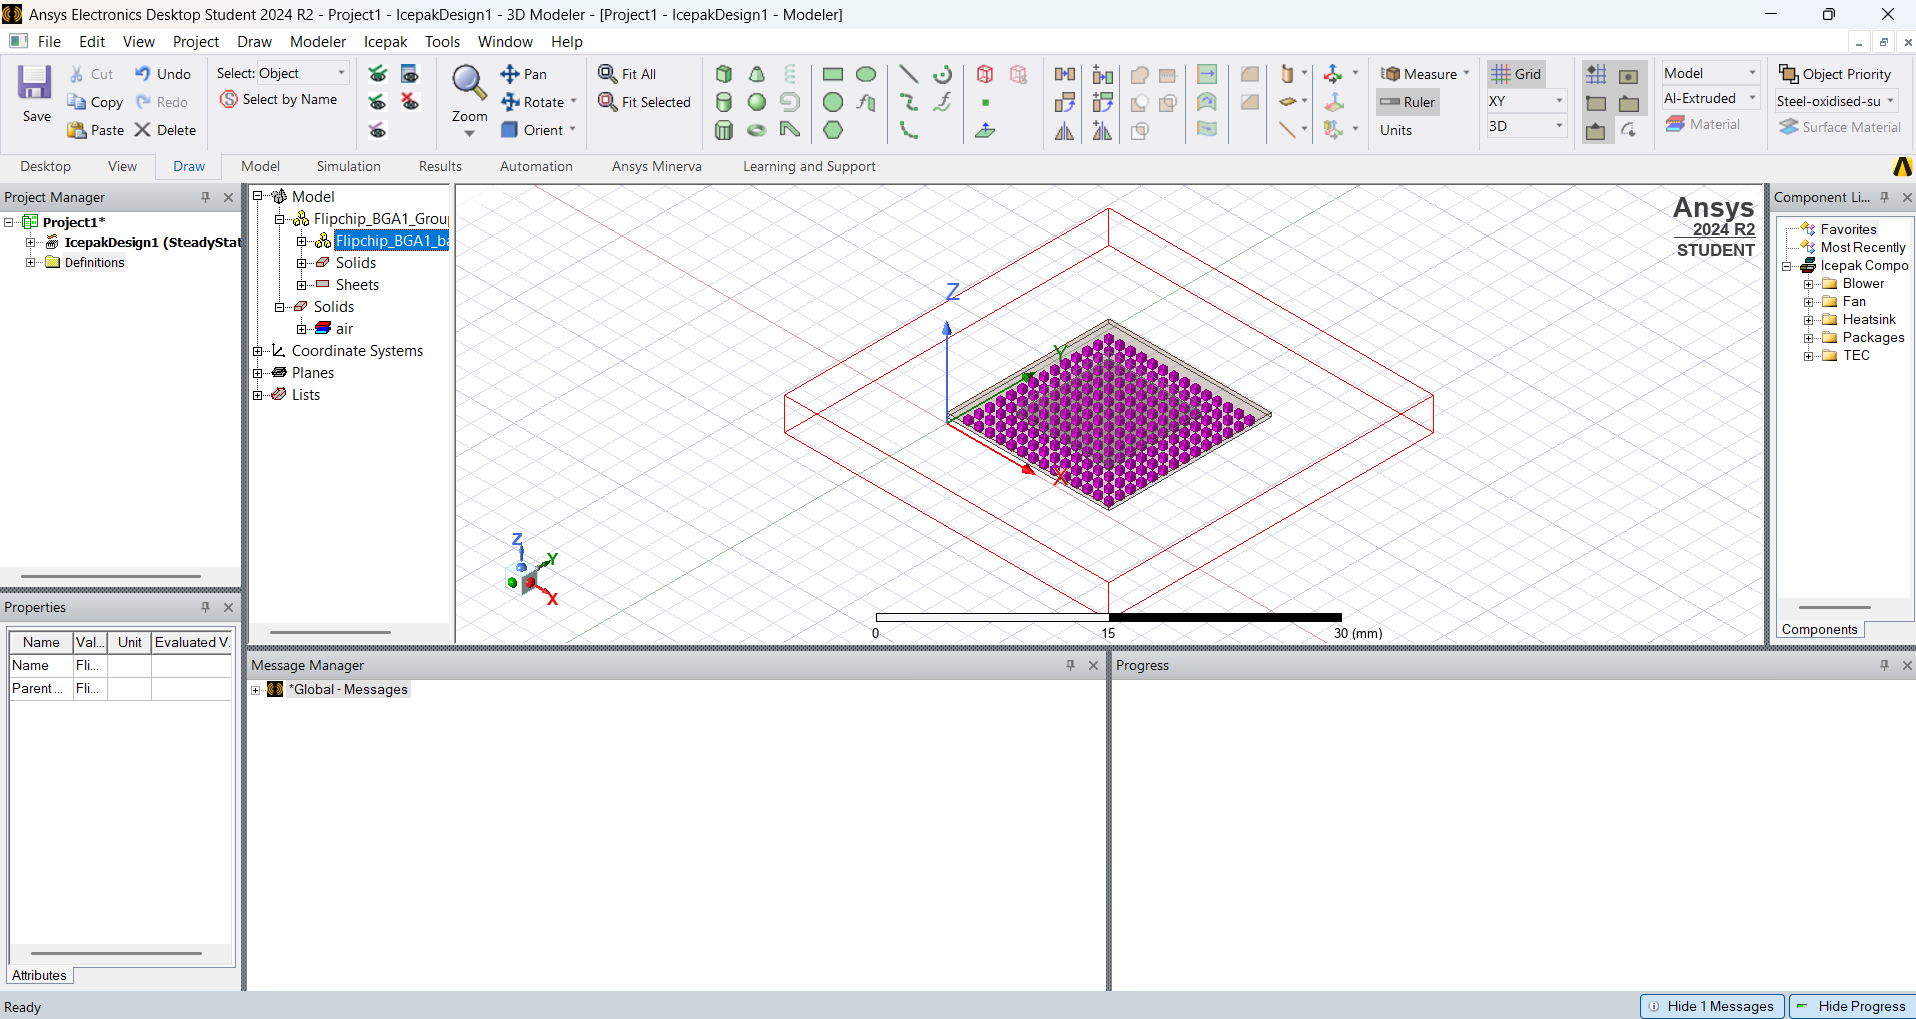 Ansys Electronics Desktop Student 2024 R2 - Project1 - IcepakDesign1 - 3D Modeler - [Project1 - IcepakDesign1 - Modeler]
File Edit View Project Draw Modeler Icepak Tools Window Help
Save
Cut
Copy
Paste
Undo
Redo
Delete
Select: Object
Select by Name
Zoom
Pan
Rotate
Orient
Fit All
Fit Selected
Measure
Ruler
Units
Grid
XY
3D
Model
Al-Extruded
Material
Object Priority
Steel-oxidised-su
Surface Material
Desktop View Draw Model Simulation Results Automation Ansys Minerva Learning and Support
Project Manager
Project1*
IcepakDesign1 (SteadyStat
Definitions
Model
Flipchip_BGA1_Grou
Flipchip_BGA1_ba
Solids
Sheets
Solids
air
Coordinate Systems
Planes
Lists
Ansys
2024 R2
STUDENT
Z
Y
X
Z
Y
X
0 15 30 (mm)
Component Li...
Favorites
Most Recently
Icepak Compo
Blower
Fan
Heatsink
Packages
TEC
Components
Properties
Name Val... Unit Evaluated V.
Name Fli...
Parent ... Fli...
Attributes
Message Manager
*Global - Messages
Progress
Ready
Hide 1 Messages
Hide Progress